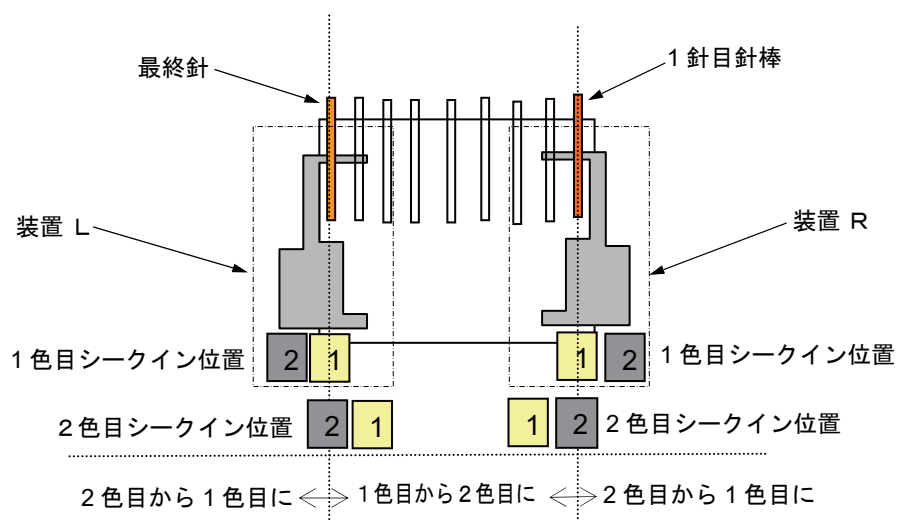 最終針
1針目針棒
装置 L
装置 R
1色目シークイン位置
2 1
1 2
1色目シークイン位置
2色目シークイン位置
2 1
1 2
2色目シークイン位置
2色目から1色目に
1色目から2色目に
2色目から1色目に